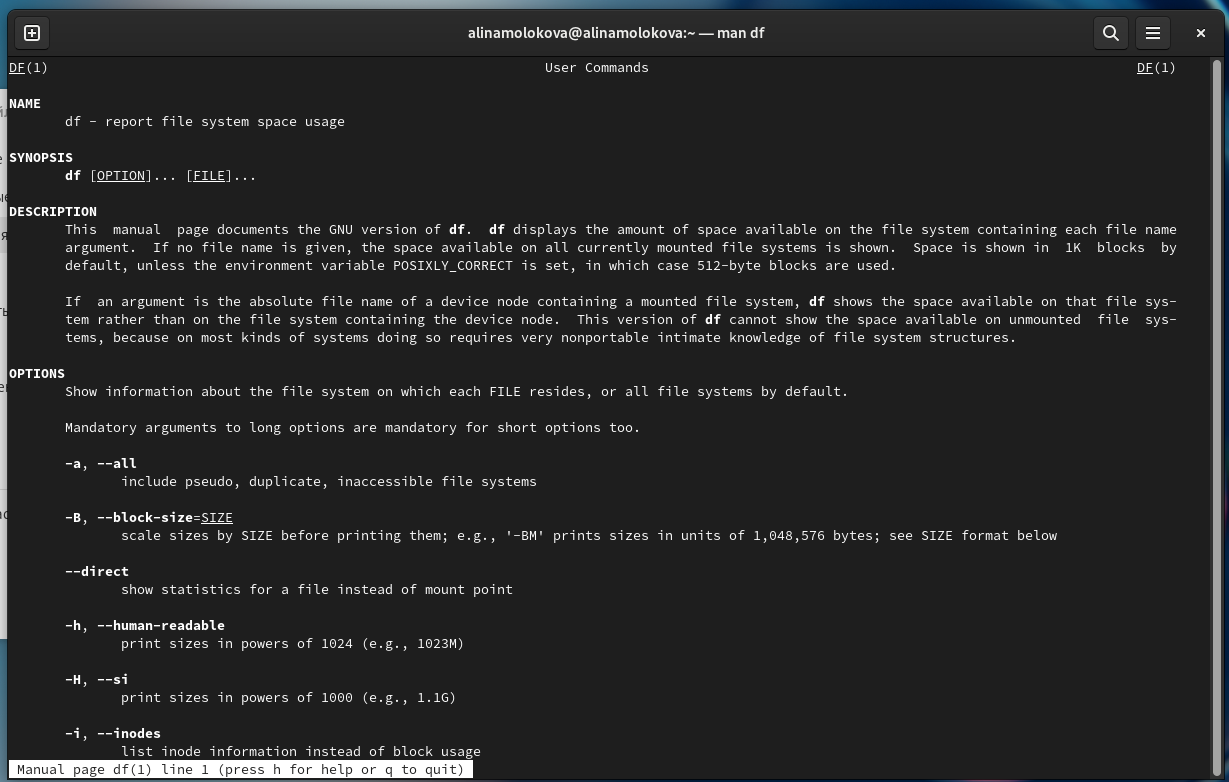 alinamolokova@alinamolokova:~ — man df
DF(1) User Commands DF(1)
NAME
df - report file system space usage
SYNOPSIS
df [OPTION]... [FILE]...
DESCRIPTION
This manual page documents the GNU version of df. df displays the amount of space available on the file system containing each file name
argument. If no file name is given, the space available on all currently mounted file systems is shown. Space is shown in 1K blocks by
default, unless the environment variable POSIXLY_CORRECT is set, in which case 512-byte blocks are used.
If an argument is the absolute file name of a device node containing a mounted file system, df shows the space available on that file sys-
tem rather than on the file system containing the device node. This version of df cannot show the space available on unmounted file sys-
tems, because on most kinds of systems doing so requires very nonportable intimate knowledge of file system structures.
OPTIONS
Show information about the file system on which each FILE resides, or all file systems by default.
Mandatory arguments to long options are mandatory for short options too.
-a, --all
include pseudo, duplicate, inaccessible file systems
-B, --block-size=SIZE
scale sizes by SIZE before printing them; e.g., '-BM' prints sizes in units of 1,048,576 bytes; see SIZE format below
--direct
show statistics for a file instead of mount point
-h, --human-readable
print sizes in powers of 1024 (e.g., 1023M)
-H, --si
print sizes in powers of 1000 (e.g., 1.1G)
-i, --inodes
list inode information instead of block usage
Manual page df(1) line 1 (press h for help or q to quit)